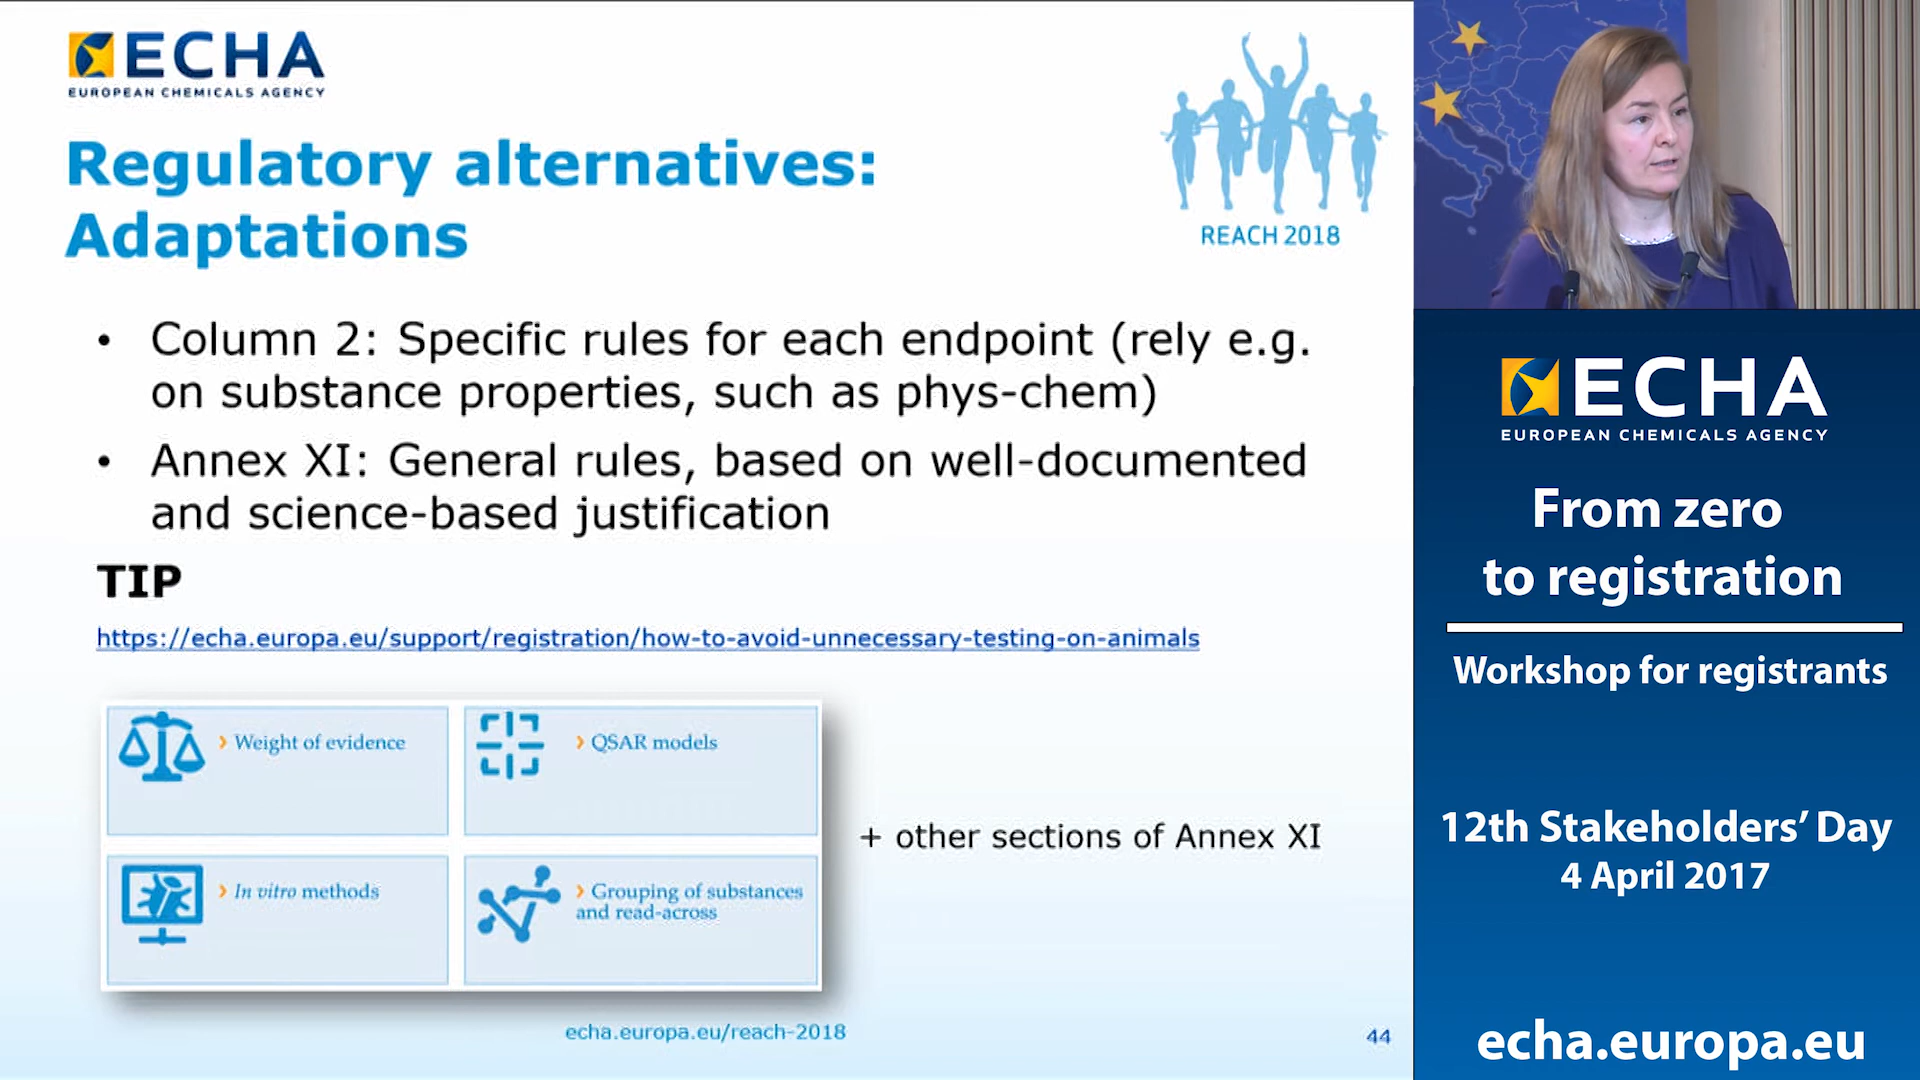 ECHA
EUROPEAN CHEMICALS AGENCY
REACH 2018
Regulatory alternatives:
Adaptations
• Column 2: Specific rules for each endpoint (rely e.g.
on substance properties, such as phys-chem)
• Annex XI: General rules, based on well-documented
and science-based justification
TIP
https://echa.europa.eu/support/registration/how-to-avoid-unnecessary-testing-on-animals
› Weight of evidence
› QSAR models
› In vitro methods
› Grouping of substances
and read-across
+ other sections of Annex XI
echa.europa.eu/reach-2018
44
ECHA
EUROPEAN CHEMICALS AGENCY
From zero
to registration
Workshop for registrants
12th Stakeholders’ Day
4 April 2017
echa.europa.eu